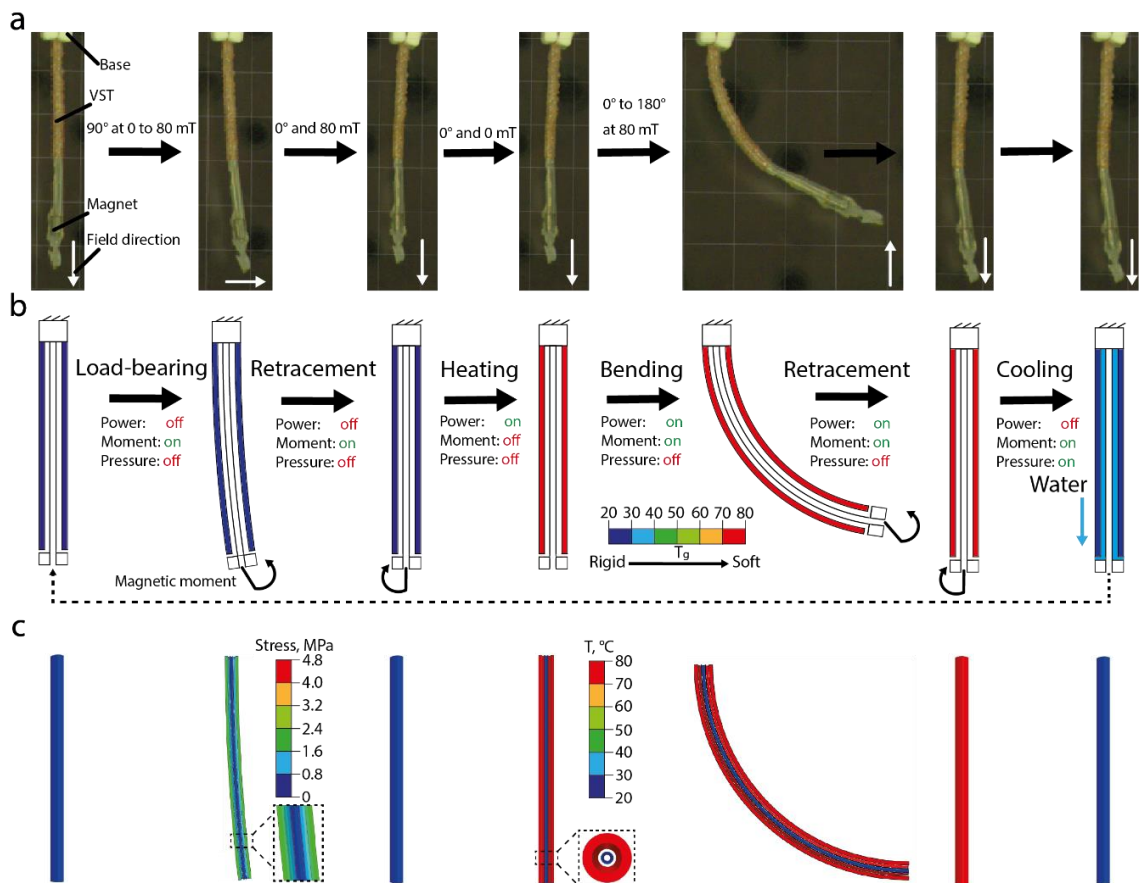 a
Base
VST
90° at 0 to 80 mT
0° and 80 mT
0° and 0 mT
0° to 180°
at 80 mT
Magnet
Field direction
b
Load-bearing
Power: off
Moment: on
Pressure: off
Retracement
Power: off
Moment: on
Pressure: off
Heating
Power: on
Moment: off
Pressure: off
Bending
Power: on
Moment: on
Pressure: off
Retracement
Power: on
Moment: on
Pressure: off
Cooling
Power: off
Moment: on
Pressure: on
Water
20 30 40 50 60 70 80
Tg
Rigid
Soft
Magnetic moment
c
Stress, MPa
4.8
4.0
3.2
2.4
1.6
0.8
0
T, °C
80
70
60
50
40
30
20